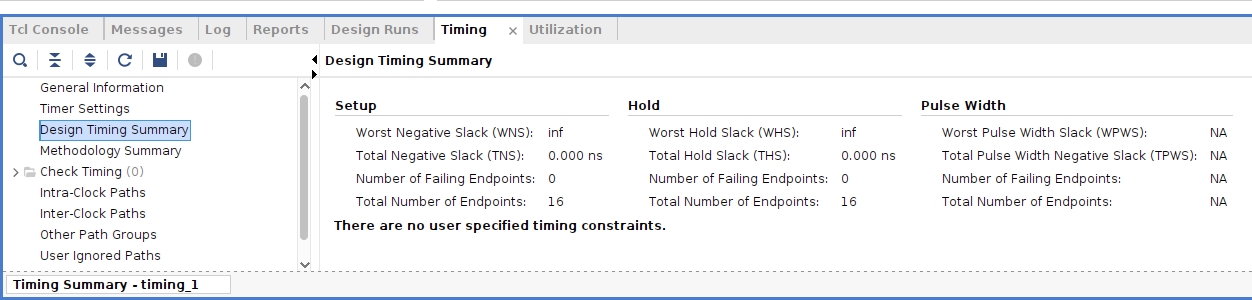 Tcl Console Messages Log Reports Design Runs Timing × Utilization
Design Timing Summary
General Information
Timer Settings
Design Timing Summary
Methodology Summary
Check Timing (0)
Intra-Clock Paths
Inter-Clock Paths
Other Path Groups
User Ignored Paths
Setup Hold Pulse Width
Worst Negative Slack (WNS): inf Worst Hold Slack (WHS): inf Worst Pulse Width Slack (WPWS): NA
Total Negative Slack (TNS): 0.000 ns Total Hold Slack (THS): 0.000 ns Total Pulse Width Negative Slack (TPWS): NA
Number of Failing Endpoints: 0 Number of Failing Endpoints: 0 Number of Failing Endpoints: NA
Total Number of Endpoints: 16 Total Number of Endpoints: 16 Total Number of Endpoints: NA
There are no user specified timing constraints.
Timing Summary - timing_1